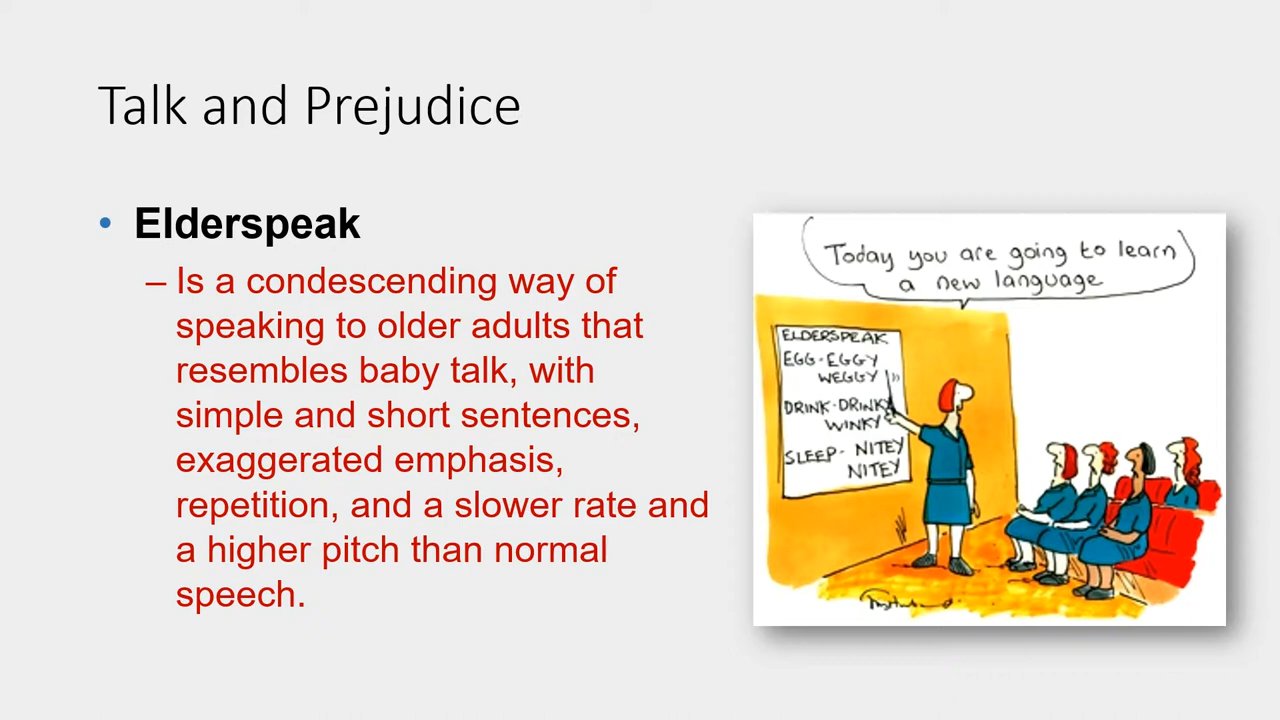 Talk and Prejudice
• Elderspeak
– Is a condescending way of
speaking to older adults that
resembles baby talk, with
simple and short sentences,
exaggerated emphasis,
repetition, and a slower rate and
a higher pitch than normal
speech.
Today you are going to learn
a new language
ELDERSPEAK
EGG-EGGY
WEGGY
DRINK-DRINKY
WINKY
SLEEP- NITEY
NITEY